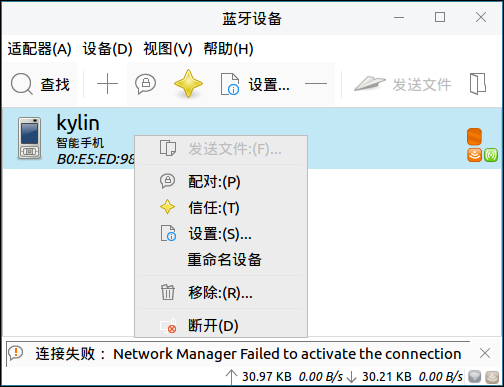 蓝牙设备
适配器(A) 设备(D) 视图(V) 帮助(H)
查找 设置... 发送文件
kylin
智能手机
B0:E5:ED:98
发送文件:(F)...
配对:(P)
信任:(T)
设置:(S)...
重命名设备
移除:(R)...
断开(D)
连接失败：Network Manager Failed to activate the connection
30.97 KB 0.00 B/s 30.21 KB 0.00 B/s